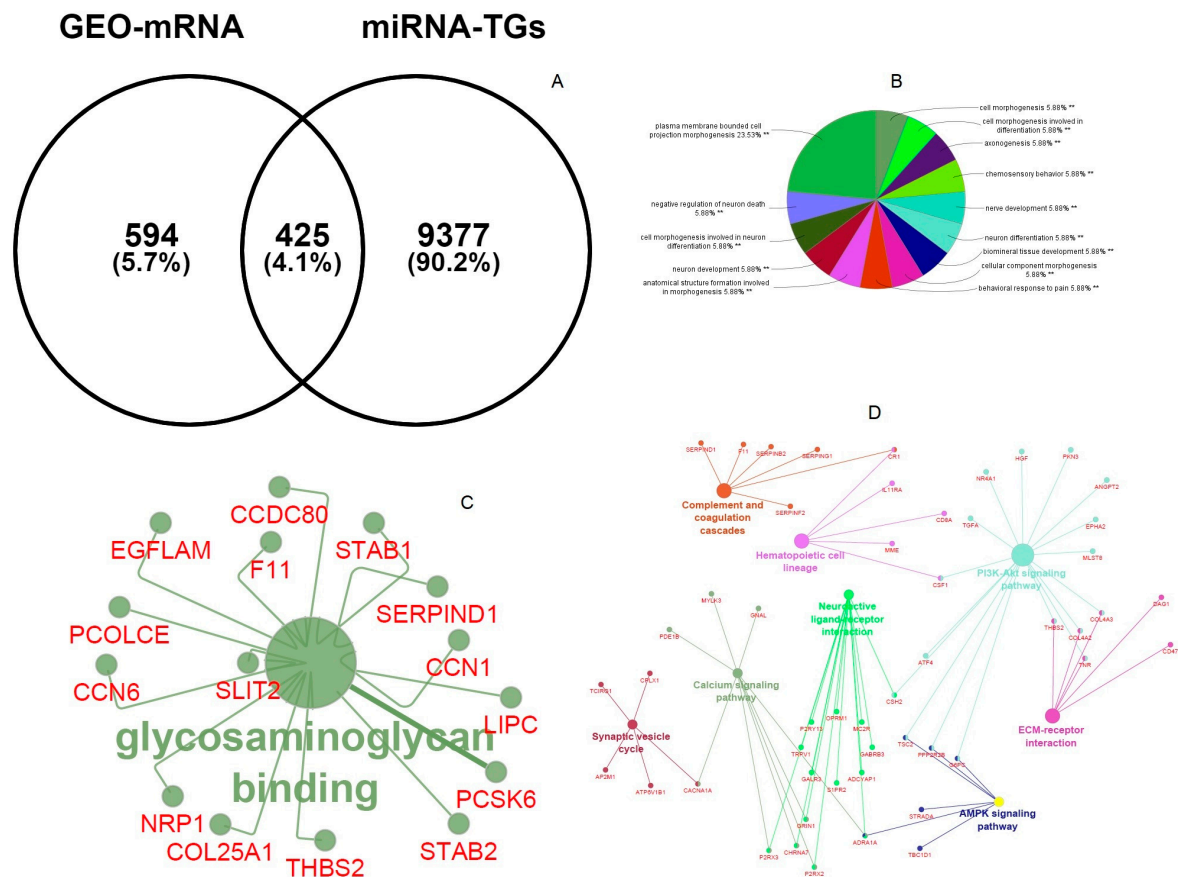 GEO-mRNA
miRNA-TGs
A
594
(5.7%)
425
(4.1%)
9377
(90.2%)
B
cell morphogenesis 5.88% **
cell morphogenesis involved in
differentiation 5.88% **
axonogenesis 5.88% **
chemosensory behavior 5.88% **
nerve development 5.88% **
neuron differentiation 5.88% **
biomineral tissue development 5.88% **
cellular component morphogenesis
5.88% **
behavioral response to pain 5.88% **
plasma membrane bounded cell
projection morphogenesis 23.53% **
negative regulation of neuron death
5.88% **
cell morphogenesis involved in neuron
differentiation 5.88% **
neuron development 5.88% **
anatomical structure formation involved
in morphogenesis 5.88% **
C
CCDC80
EGFLAM
F11
STAB1
SERPIND1
PCOLCE
CCN1
CCN6
SLIT2
LIPC
glycosaminoglycan
binding
PCSK6
NRP1
COL25A1
THBS2
STAB2
D
SERPIND1
F11
SERPINB2
SERPING1
CR1
SERPINF2
Complement and
coagulation
cascades
IL11RA
CD8A
MME
CSF1
Hematopoietic cell
lineage
HGF
PKN3
NR4A1
ANGPT2
TGFA
EPHA2
MLST8
PI3K-Akt signaling
pathway
DAG1
THBS2
COL4A3
COL4A2
TNR
CD47
ATF4
ECM-receptor
interaction
Neuroactive
ligand-receptor
interaction
MYLK3
GNAL
PDE1B
Calcium signaling
pathway
CSH2
CPLX1
TCIRG1
Synaptic vesicle
cycle
AP2M1
ATP6V1B1
CACNA1A
P2RY13
OPRM1
MC2R
TRPV1
GABRB3
GALR3
ADCYAP1
S1PR2
GRIN1
CHRNA7
P2RX3
P2RX2
ADRA1A
TSC2
PPP2R2B
STRADA
TBC1D1
AMPK signaling
pathway